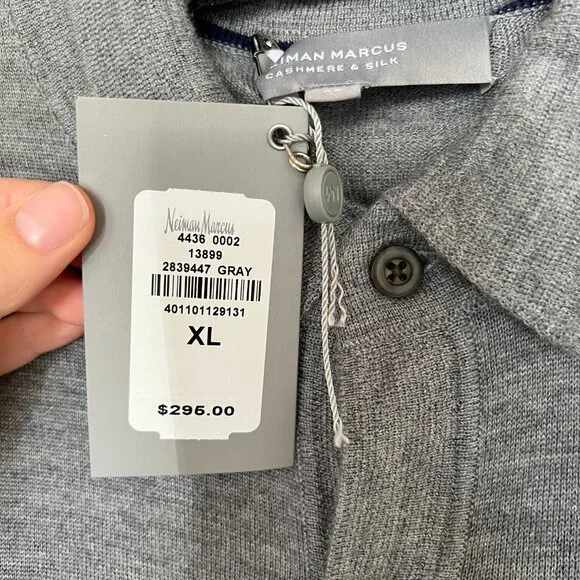 IMAN MARCUS
CASHMERE & SILK
Neiman Marcus
4436 0002
13899
2839447 GRAY
401101129131
XL
$295.00